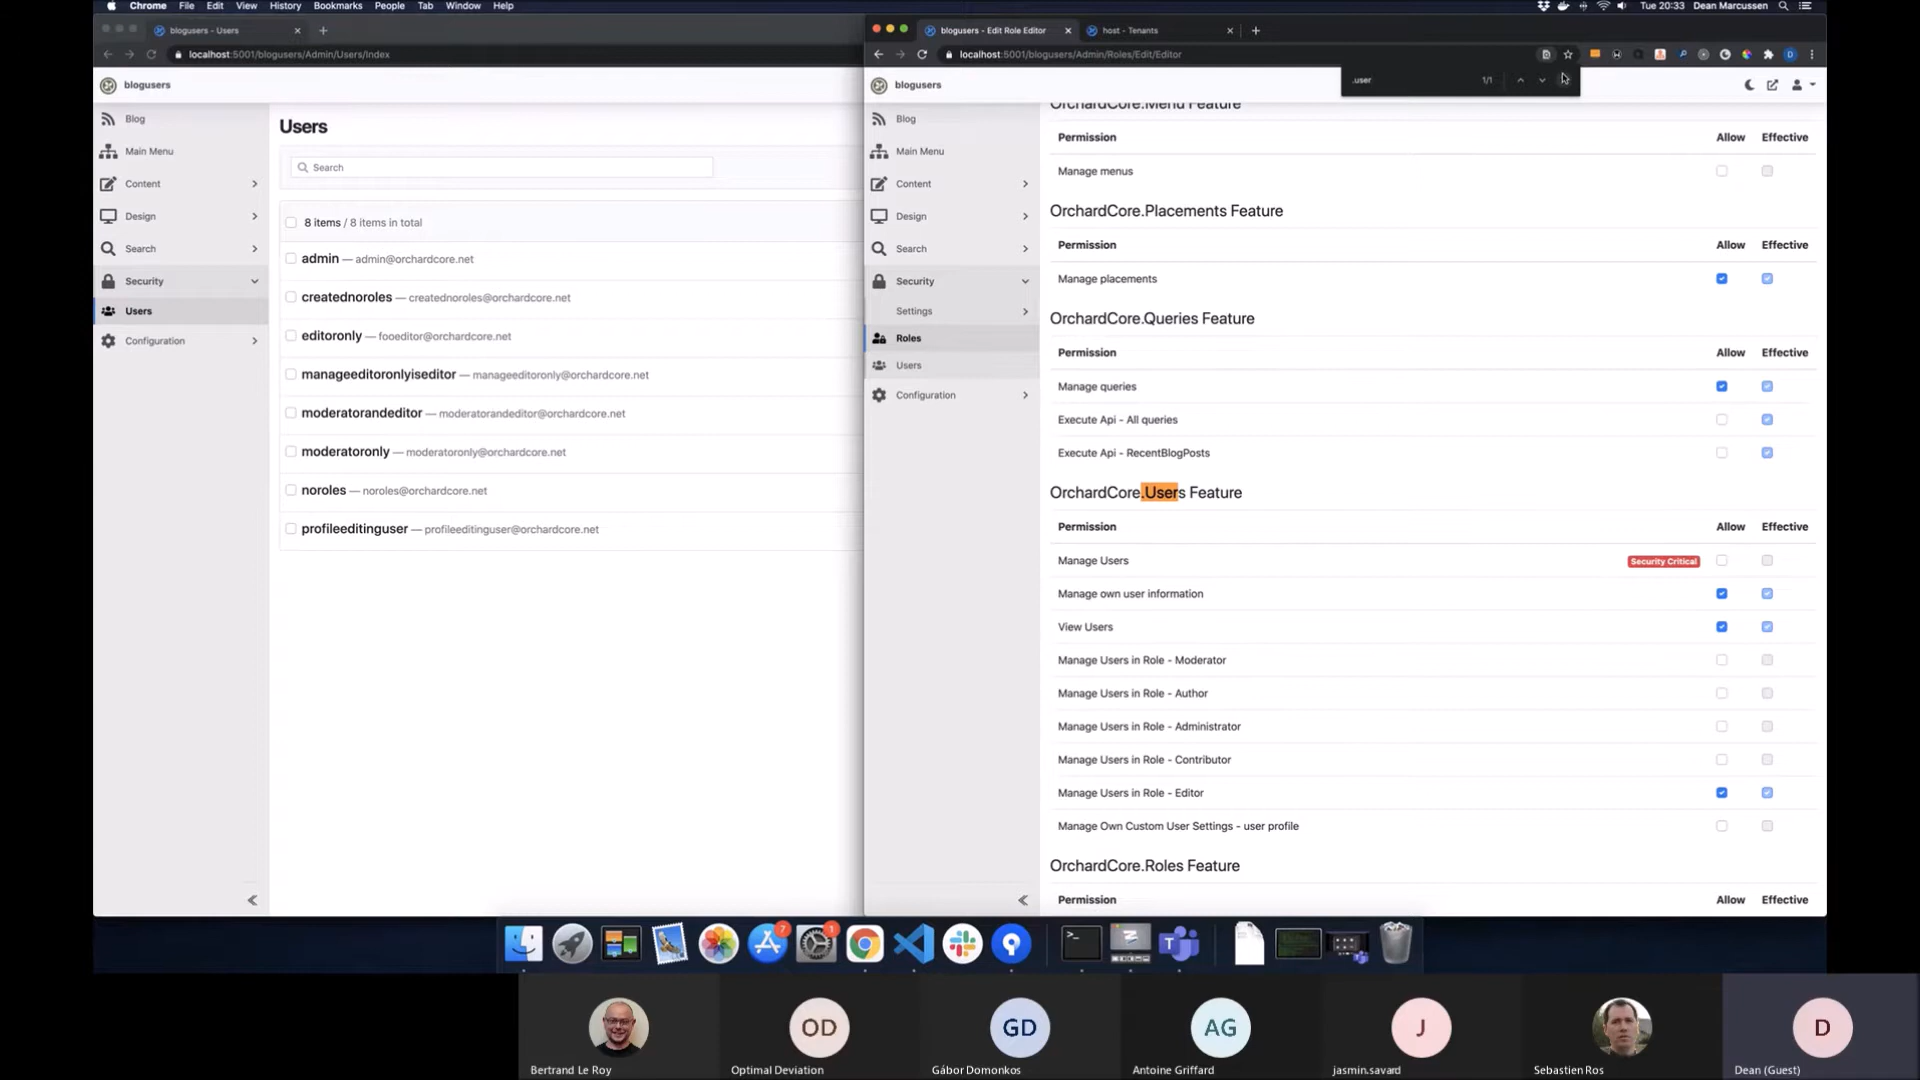 Chrome File Edit View History Bookmarks People Tab Window Help
Tue 20:33 Dean Marcussen
blogusers - Users
localhost:5001/blogusers/Admin/Users/Index
blogusers
Blog
Main Menu
Content
Design
Search
Security
Users
Configuration
Users
Search
8 items / 8 items in total
admin — admin@orchardcore.net
creatednoroles — creatednoroles@orchardcore.net
editoronly — fooeditor@orchardcore.net
manageeditoronlyiseditor — manageeditoronly@orchardcore.net
moderatorandeditor — moderatorandeditor@orchardcore.net
moderatoronly — moderatoronly@orchardcore.net
noroles — noroles@orchardcore.net
profileeditinguser — profileeditinguser@orchardcore.net
blogusers - Edit Role Editor
host - Tenants
localhost:5001/blogusers/Admin/Roles/Edit/Editor
.user 1/1
blogusers
Blog
Main Menu
Content
Design
Search
Security
Settings
Roles
Users
Configuration
OrchardCore.Menu Feature
Permission Allow Effective
Manage menus
OrchardCore.Placements Feature
Permission Allow Effective
Manage placements
OrchardCore.Queries Feature
Permission Allow Effective
Manage queries
Execute Api - All queries
Execute Api - RecentBlogPosts
OrchardCore.Users Feature
Permission Allow Effective
Manage Users Security Critical
Manage own user information
View Users
Manage Users in Role - Moderator
Manage Users in Role - Author
Manage Users in Role - Administrator
Manage Users in Role - Contributor
Manage Users in Role - Editor
Manage Own Custom User Settings - user profile
OrchardCore.Roles Feature
Permission Allow Effective
7
1
OD
GD
AG
J
D
Bertrand Le Roy
Optimal Deviation
Gábor Domonkos
Antoine Griffard
jasmin.savard
Sebastien Ros
Dean (Guest)